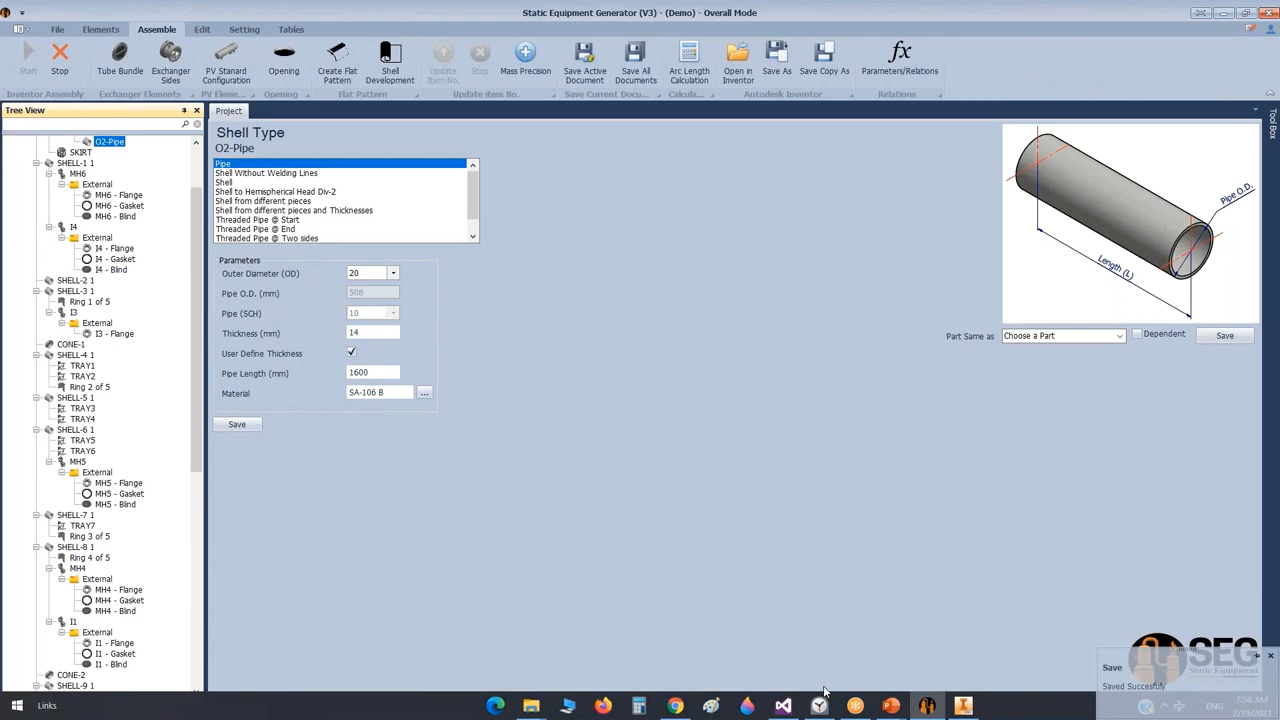 Static Equipment Generator (V3) - (Demo) - Overall Mode
File Elements Assemble Edit Setting Tables
Start Stop Tube Bundle Exchanger Sides PV Stanard Configuration Opening Create Flat Pattern Shell Development Update Item No. Stop Mass Precision Save Active Document Save All Documents Arc Length Calculation Open in Inventor Save As Save Copy As Parameters/Relations
Inventor Assembly Exchanger Elements PV Eleme... Opening Flat Pattern Update item No. Save Current Docum... Calcula... Autodesk Inventor Relations
Tree View
Project
ToolBox
O2-Pipe
SKIRT
SHELL-1 1
MH6
External
MH6 - Flange
MH6 - Gasket
MH6 - Blind
I4
External
I4 - Flange
I4 - Gasket
I4 - Blind
SHELL-2 1
SHELL-3 1
Ring 1 of 5
I3
External
I3 - Flange
CONE-1
SHELL-4 1
TRAY1
TRAY2
Ring 2 of 5
SHELL-5 1
TRAY3
TRAY4
SHELL-6 1
TRAY5
TRAY6
MH5
External
MH5 - Flange
MH5 - Gasket
MH5 - Blind
SHELL-7 1
TRAY7
Ring 3 of 5
SHELL-8 1
Ring 4 of 5
MH4
External
MH4 - Flange
MH4 - Gasket
MH4 - Blind
I1
External
I1 - Flange
I1 - Gasket
I1 - Blind
CONE-2
SHELL-9 1
Shell Type
O2-Pipe
Pipe
Shell Without Welding Lines
Shell
Shell to Hemispherical Head Div-2
Shell from different pieces
Shell from different pieces and Thicknesses
Threaded Pipe @ Start
Threaded Pipe @ End
Threaded Pipe @ Two sides
Parameters
Outer Diameter (OD) 20
Pipe O.D. (mm) 508
Pipe (SCH) 10
Thickness (mm) 14
User Define Thickness
Pipe Length (mm) 1600
Material SA-106 B ...
Save
Pipe O.D.
Length (L)
Part Same as Choose a Part Dependent Save
SEG
Static Equipment
Save
Saved Succesfuly
Links
ENG
7:58 AM
2/19/2021